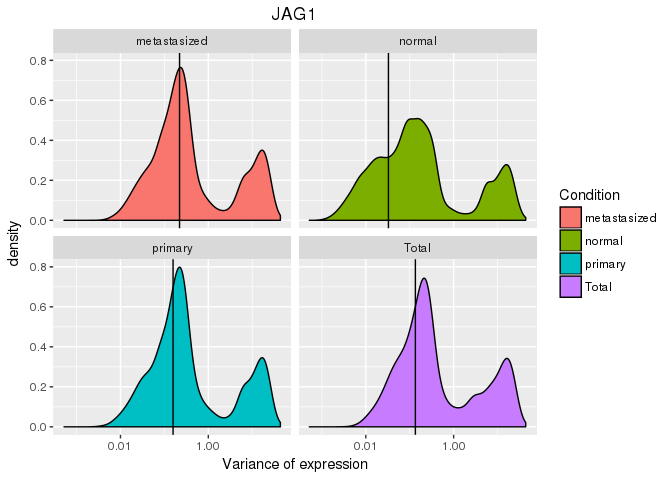 JAG1
metastasized normal
0.8
0.6
0.4
0.2
0.0
density
primary Total
0.8
0.6
0.4
0.2
0.0
0.01 1.00 0.01 1.00
Variance of expression
Condition
metastasized
normal
primary
Total